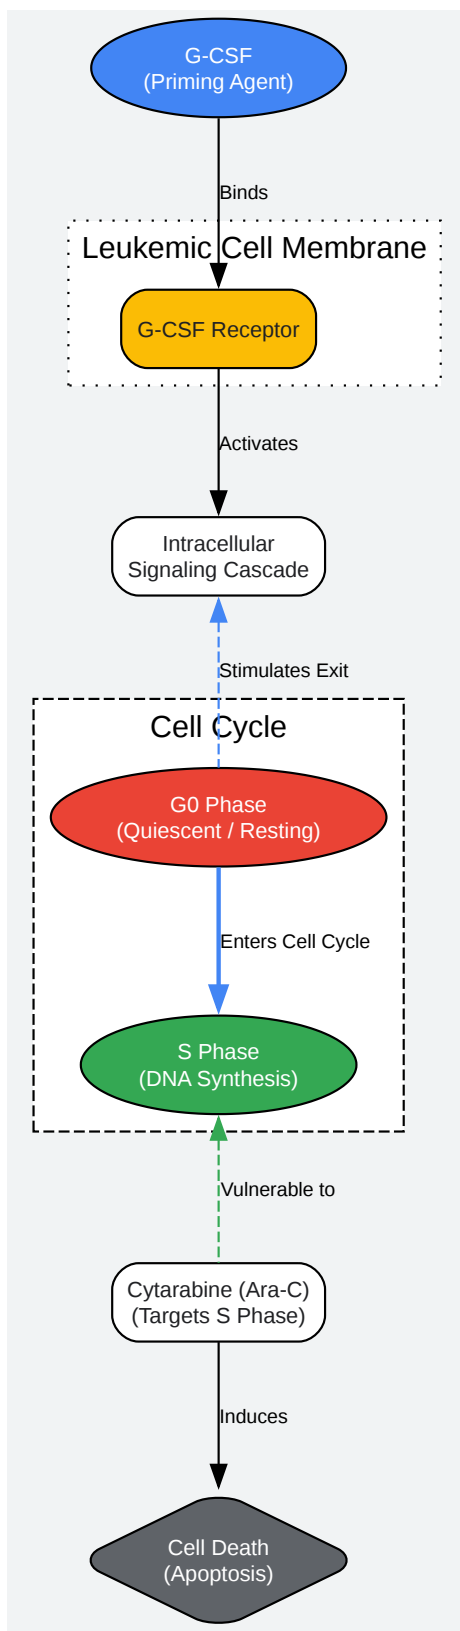 G-CSF
(Priming Agent)
Binds
Leukemic Cell Membrane
G-CSF Receptor
Activates
Intracellular
Signaling Cascade
Stimulates Exit
Cell Cycle
G0 Phase
(Quiescent / Resting)
Enters Cell Cycle
S Phase
(DNA Synthesis)
Vulnerable to
Cytarabine (Ara-C)
(Targets S Phase)
Induces
Cell Death
(Apoptosis)